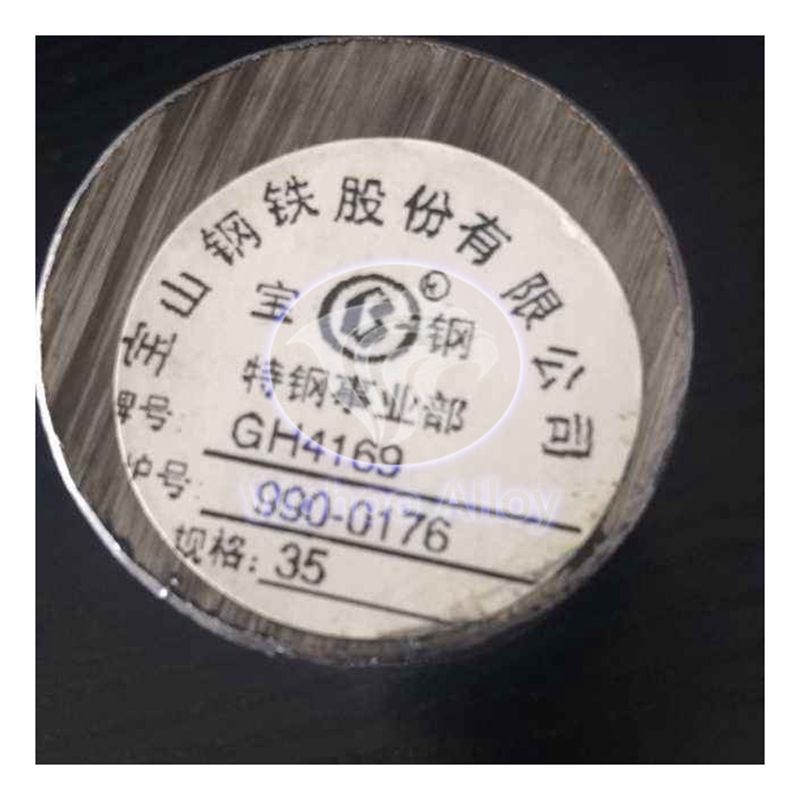 宝山钢铁股份有限公司
宝 钢
特钢事业部
牌号 GH4169
炉号 990-0176
规格: 35
Alloy